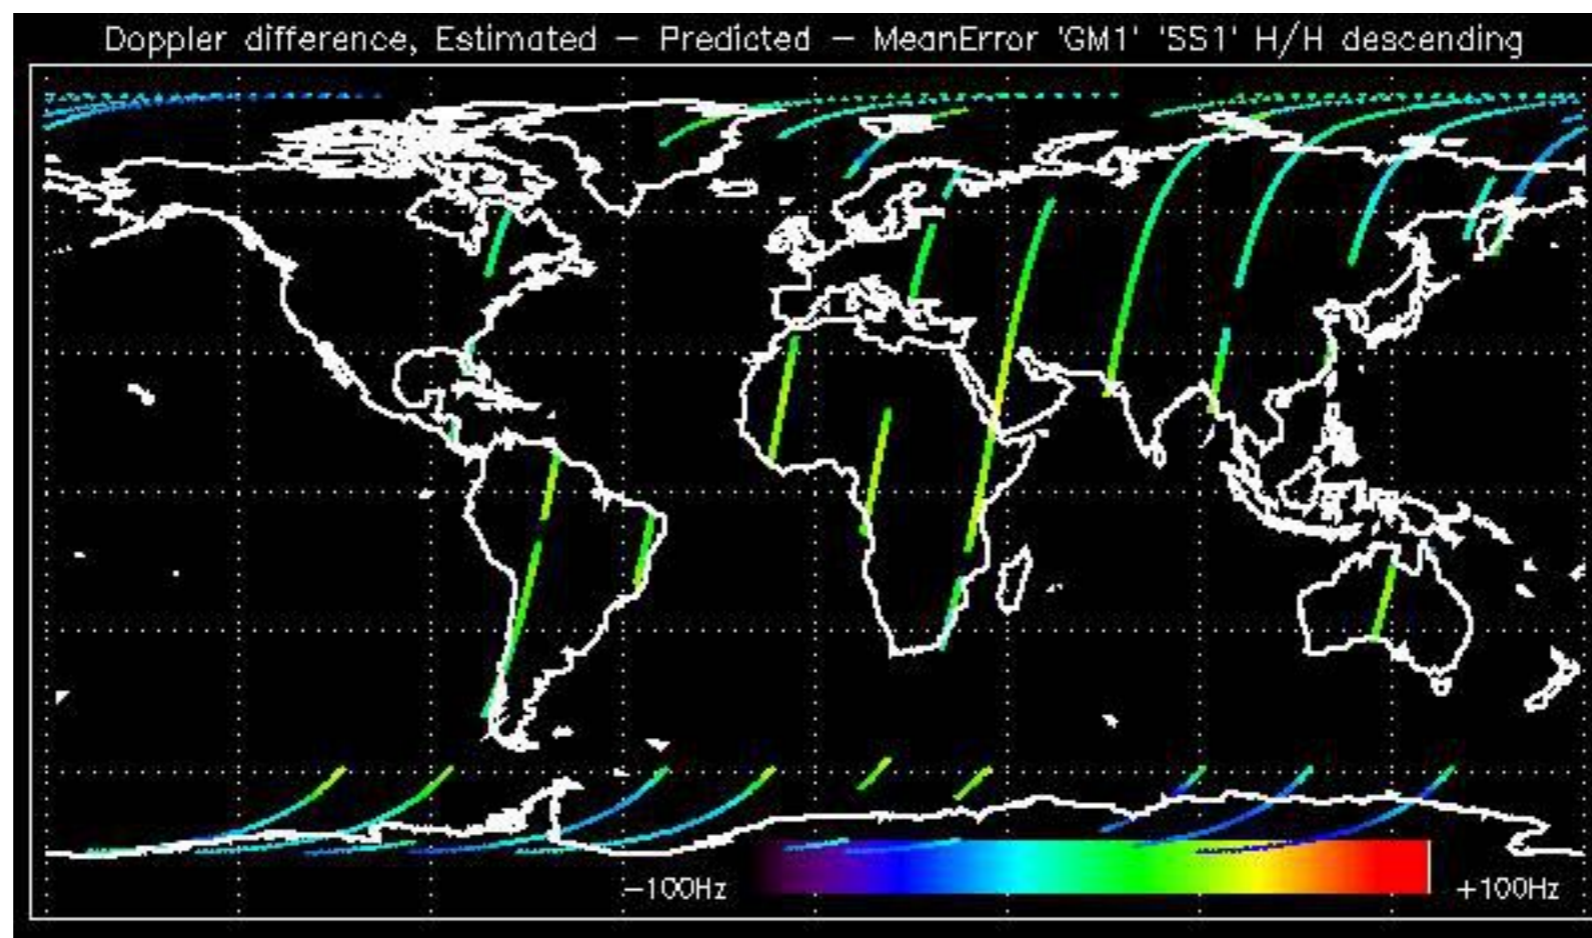 Doppler difference, Estimated – Predicted – MeanError 'GM1' 'SS1' H/H descending
-100Hz +100Hz